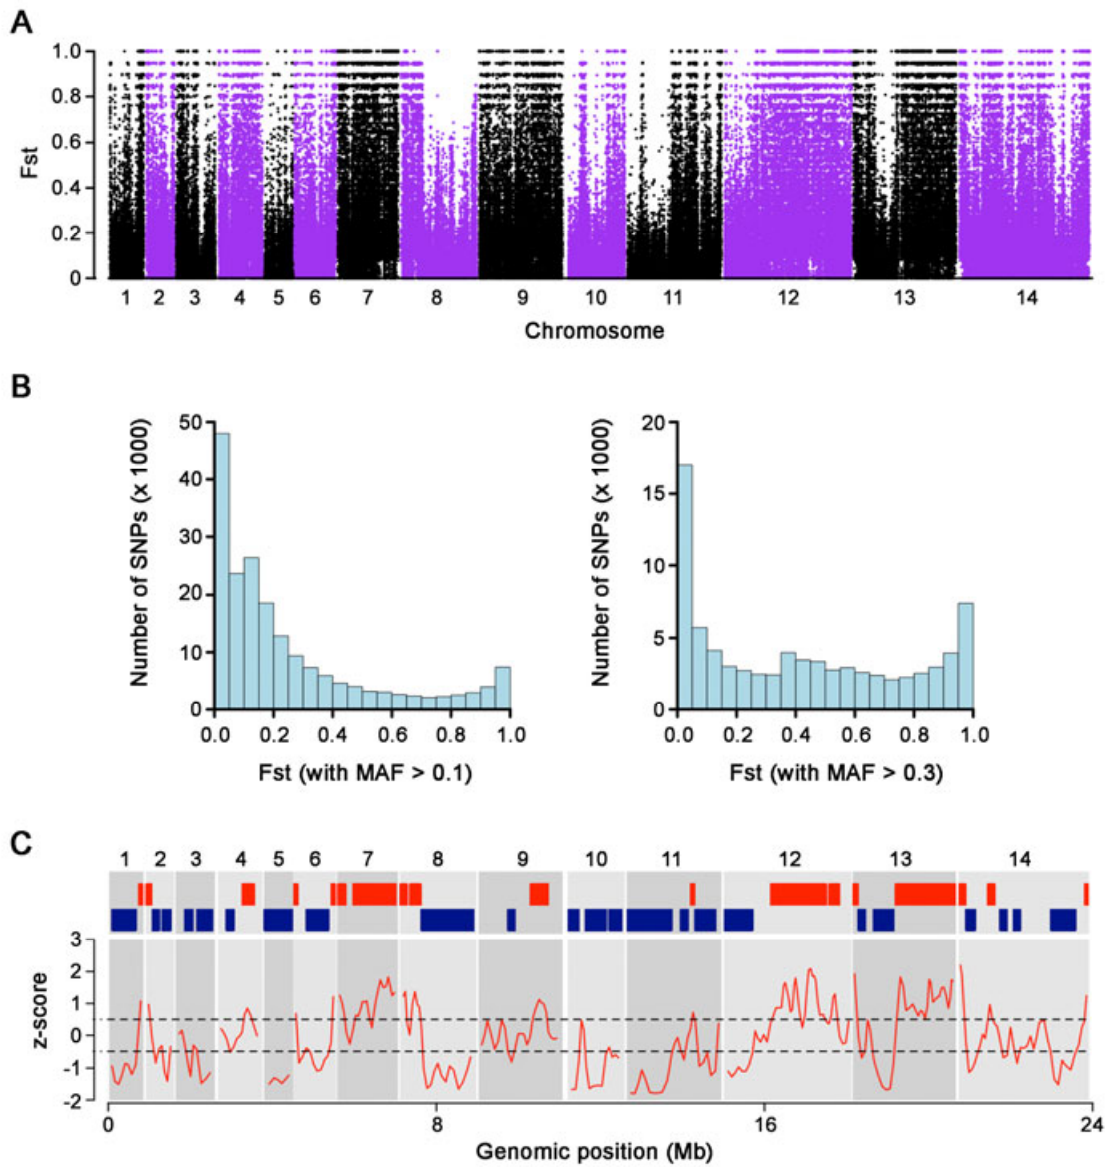 A
Fst
1.0
0.8
0.6
0.4
0.2
0
1 2 3 4 5 6 7 8 9 10 11 12 13 14
Chromosome
B
Number of SNPs (x 1000)
50
40
30
20
10
0
0.0 0.2 0.4 0.6 0.8 1.0
Fst (with MAF > 0.1)
Number of SNPs (x 1000)
20
15
10
5
0
0.0 0.2 0.4 0.6 0.8 1.0
Fst (with MAF > 0.3)
C
1 2 3 4 5 6 7 8 9 10 11 12 13 14
z-score
3
2
1
0
-1
-2
0 8 16 24
Genomic position (Mb)